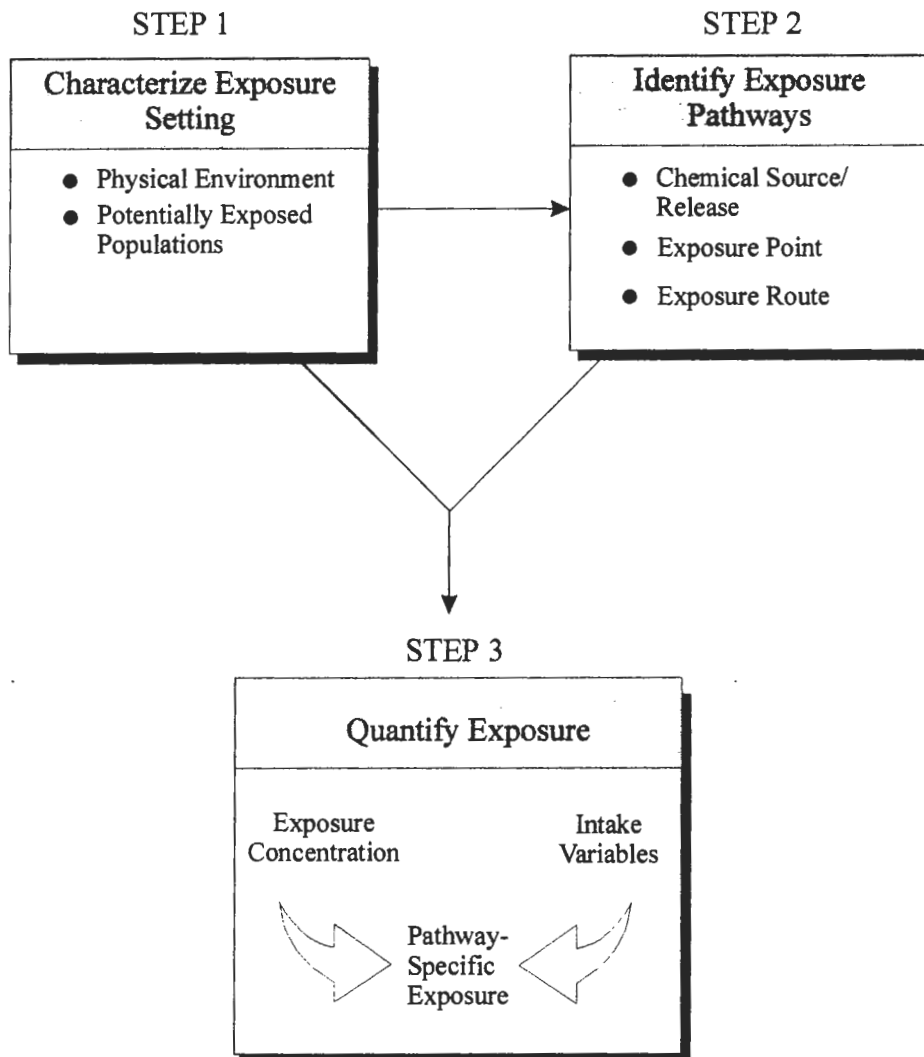 STEP 1
Characterize Exposure
Setting
● Physical Environment
● Potentially Exposed
Populations
STEP 2
Identify Exposure
Pathways
● Chemical Source/
Release
● Exposure Point
● Exposure Route
STEP 3
Quantify Exposure
Exposure
Concentration
Intake
Variables
Pathway-
Specific
Exposure